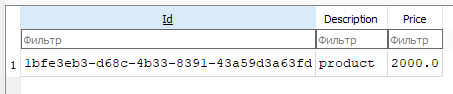 Id Description Price
Фильтр Фильтр Фильтр
1 1bfe3eb3-d68c-4b33-8391-43a59d3a63fd product 2000.0